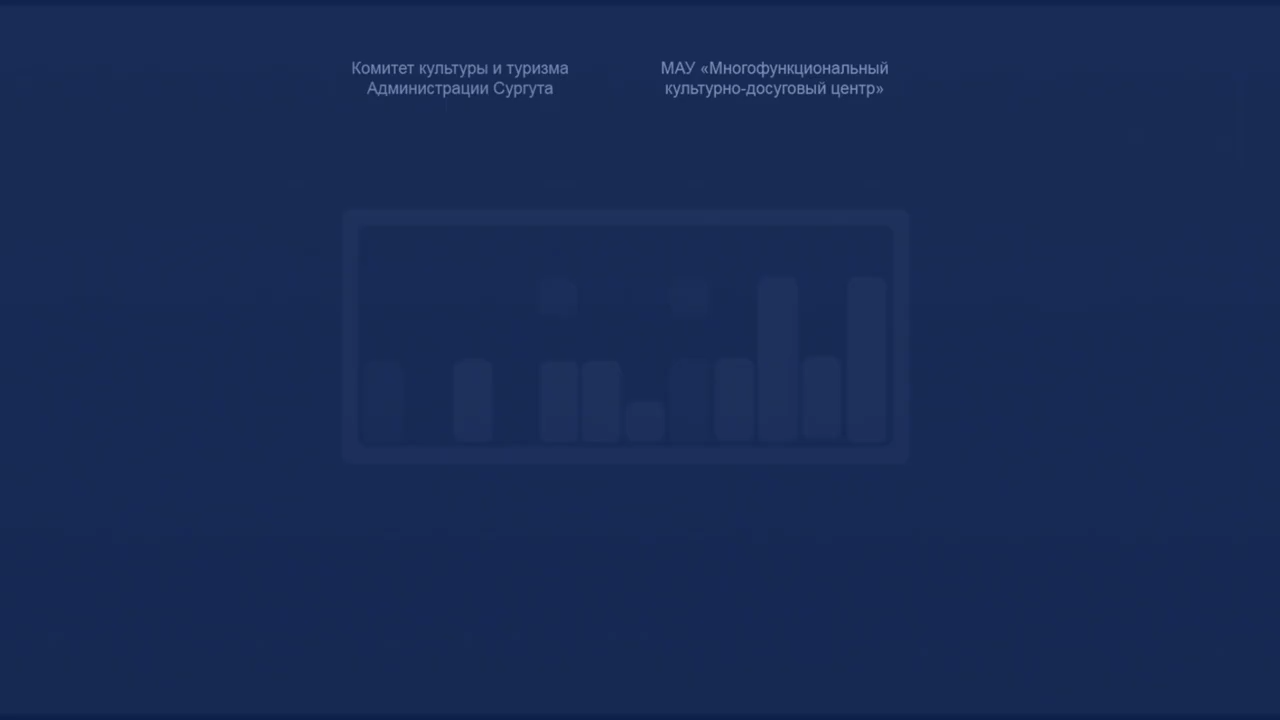 Комитет культуры и туризма
Администрации Сургута
МАУ «Многофункциональный
культурно-досуговый центр»